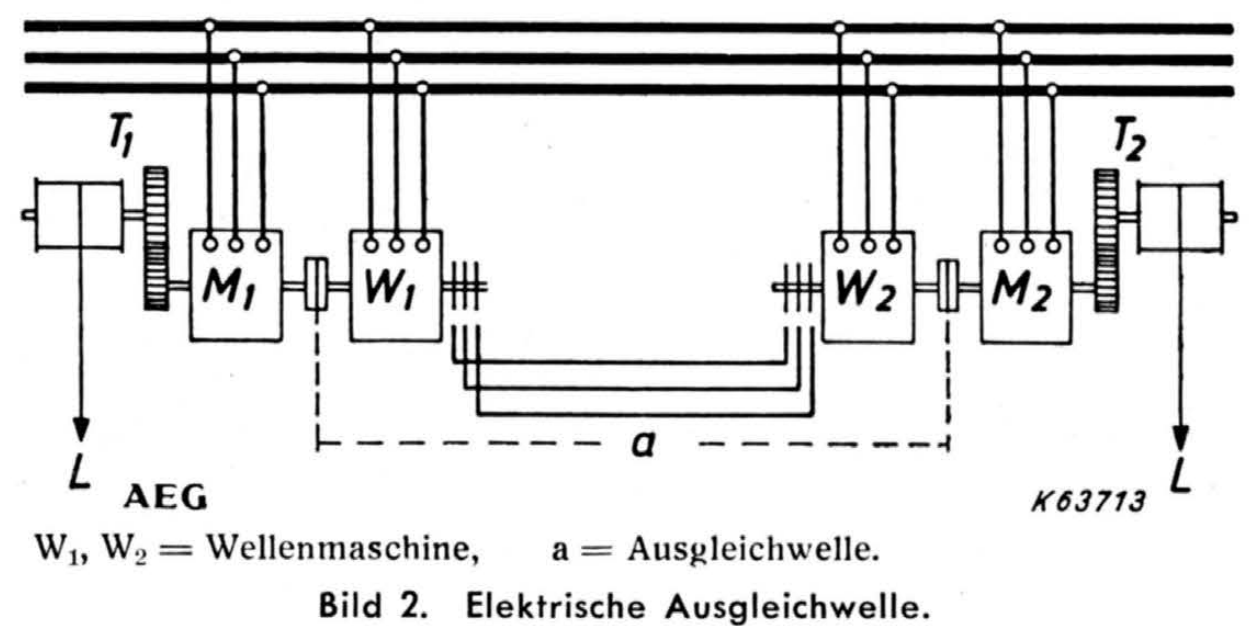 T₁ T₂
M₁ W₁ W₂ M₂
a
L L
AEG K63713
W₁, W₂ = Wellenmaschine, a = Ausgleichwelle.
Bild 2. Elektrische Ausgleichwelle.